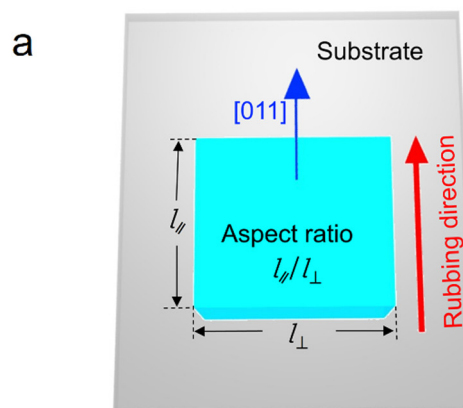 a
Substrate
[011]
l∥
Aspect ratio
l∥/l⊥
l⊥
Rubbing direction